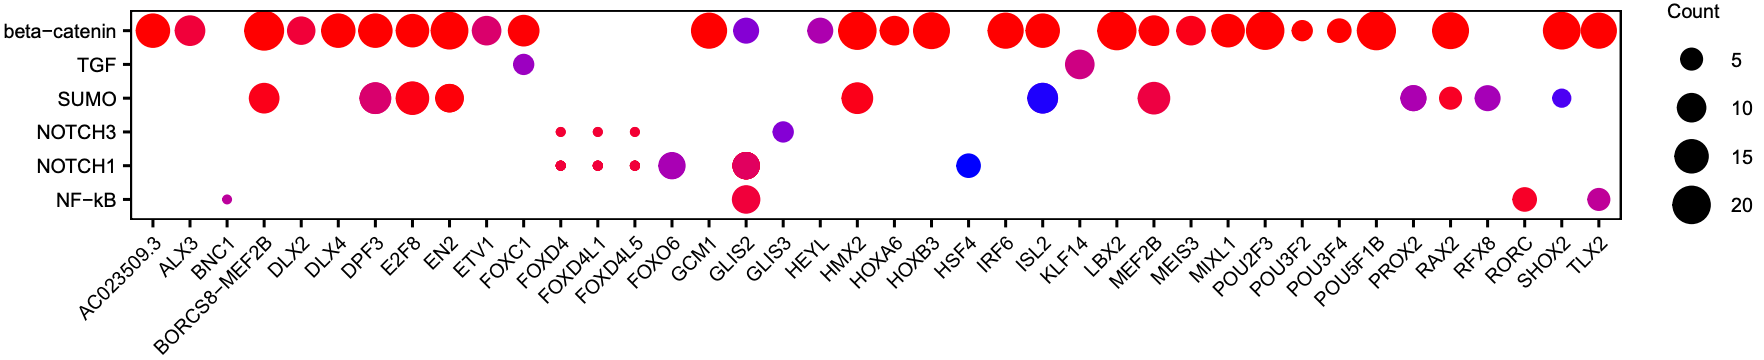 Count
5
10
15
20
beta−catenin
TGF
SUMO
NOTCH3
NOTCH1
NF−kB
AC023509.3
ALX3
BNC1
BORCS8−MEF2B
DLX2
DLX4
DPF3
E2F8
EN2
ETV1
FOXC1
FOXD4
FOXD4L1
FOXD4L5
FOXO6
GCM1
GLIS2
GLIS3
HEYL
HMX2
HOXA6
HOXB3
HSF4
IRF6
ISL2
KLF14
LBX2
MEF2B
MEIS3
MIXL1
POU2F3
POU3F2
POU3F4
POU5F1B
PROX2
RAX2
RFX8
RORC
SHOX2
TLX2